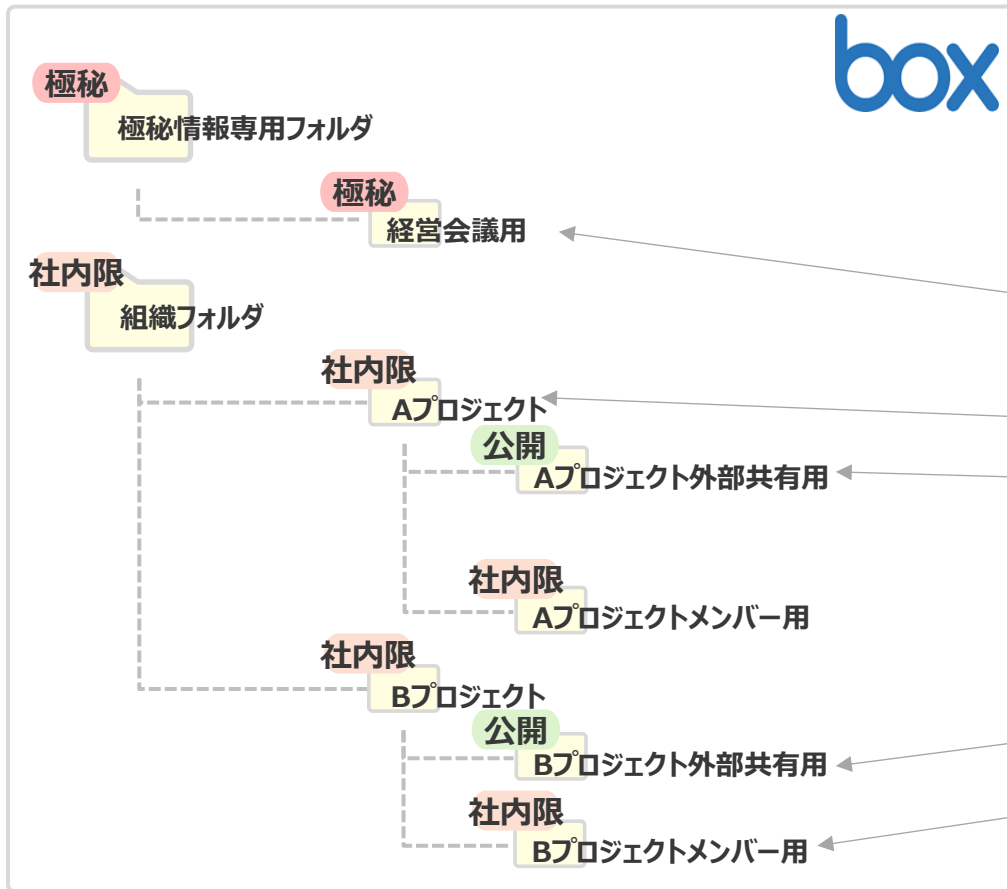 box
極秘
極秘情報専用フォルダ
極秘
経営会議用
社内限
組織フォルダ
社内限
Aプロジェクト
公開
Aプロジェクト外部共有用
社内限
Aプロジェクトメンバー用
社内限
Bプロジェクト
公開
Bプロジェクト外部共有用
社内限
Bプロジェクトメンバー用